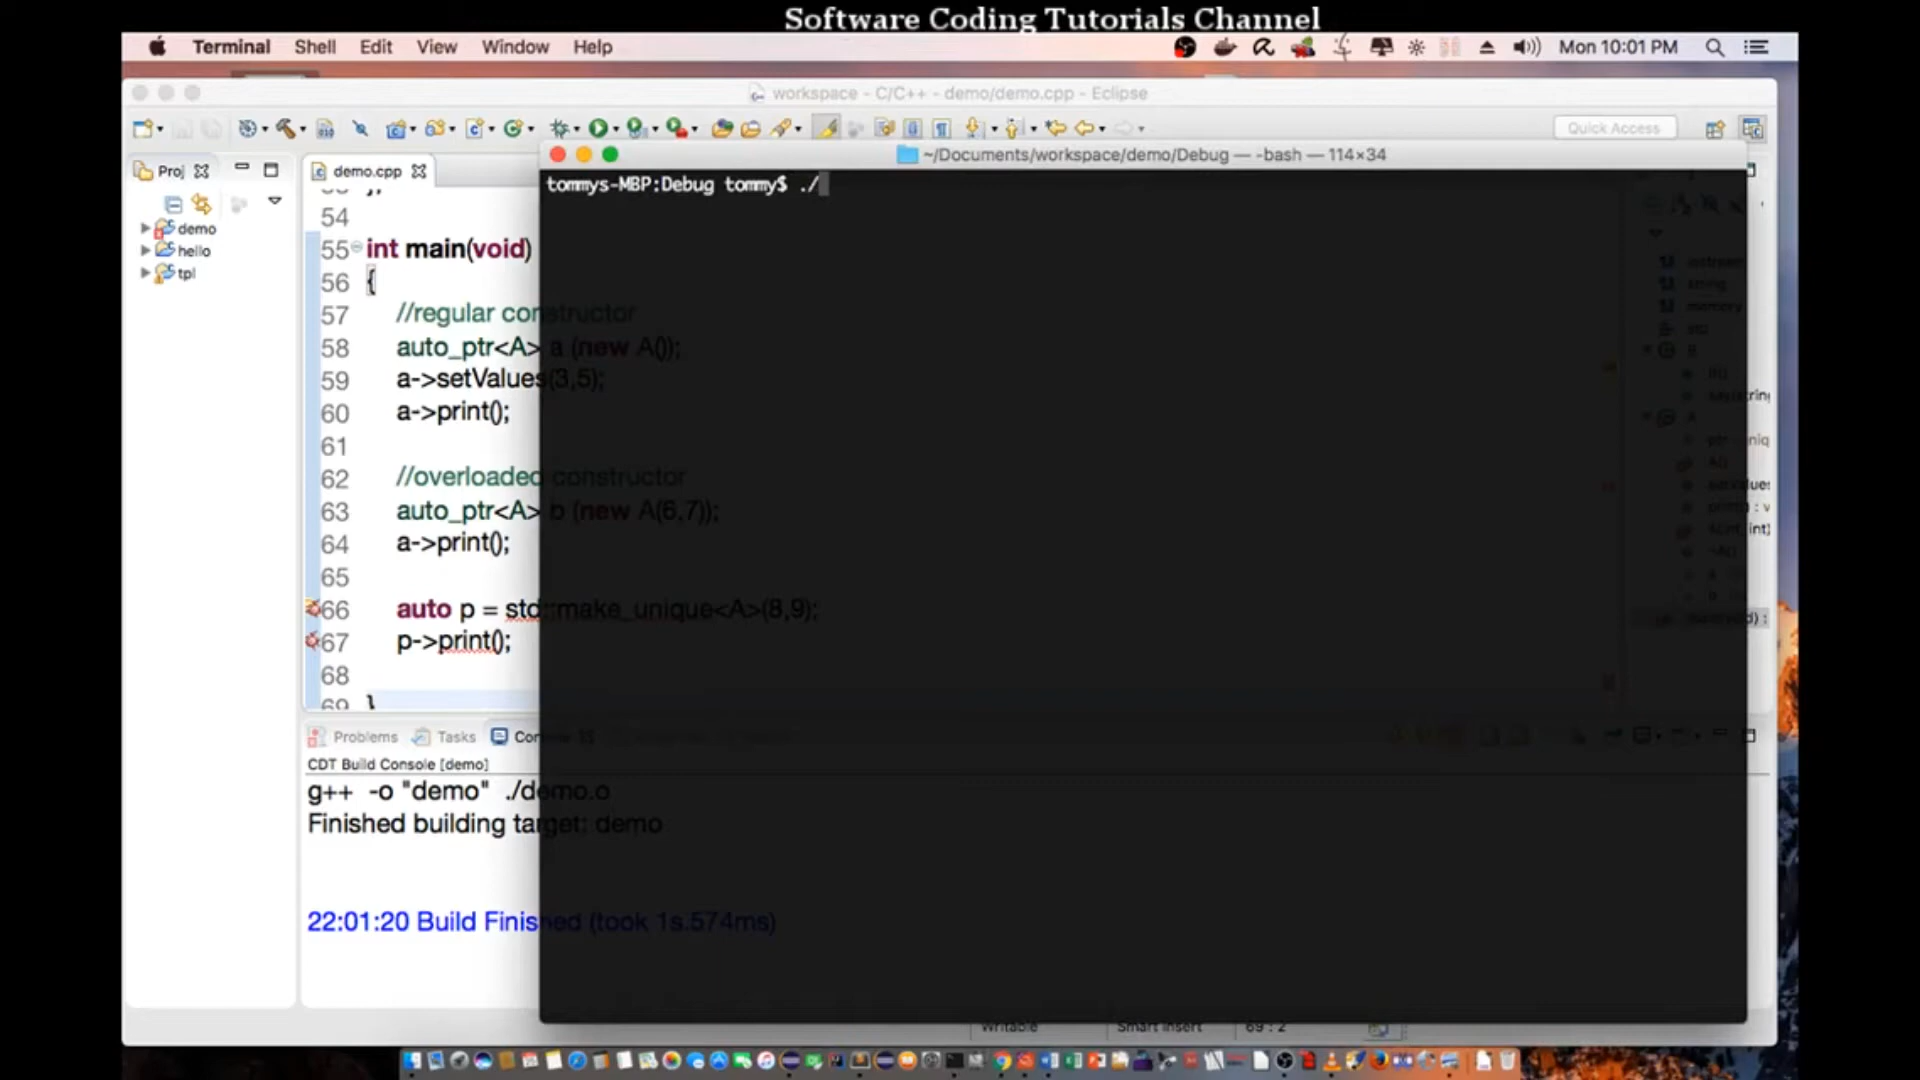 Software Coding Tutorials Channel
Terminal Shell Edit View Window Help Mon 10:01 PM
workspace - C/C++ - demo/demo.cpp - Eclipse
Quick Access
Proj
demo.cpp
~/Documents/workspace/demo/Debug — -bash — 114×34
tommys-MBP:Debug tommy$ ./
demo
hello
tpl
54
55 int main(void)
56 {
57 //regular constructor
58 auto_ptr<A> a (new A());
59 a->setValues(3,5);
60 a->print();
61
62 //overloaded constructor
63 auto_ptr<A> b (new A(6,7));
64 a->print();
65
66 auto p = std::make_unique<A>(8,9);
67 p->print();
68
69 }
Problems Tasks
CDT Build Console [demo]
g++ -o "demo" ./demo.o
Finished building target: demo
22:01:20 Build Finished (took 1s.574ms)
Writable Smart Insert 69 : 2